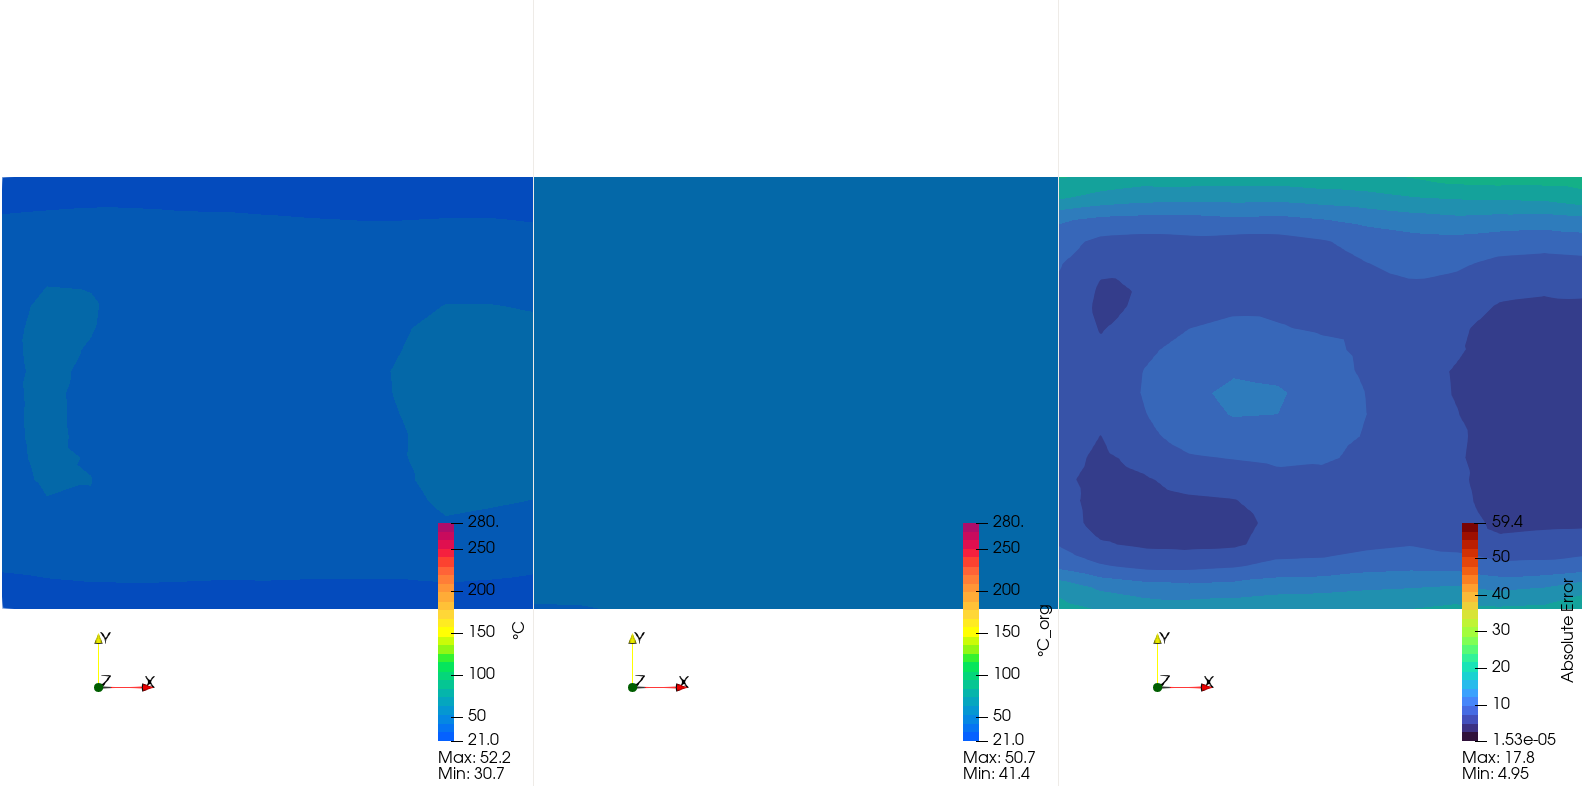 280.
250
200
150
100
50
21.0
°C
Max: 52.2
Min: 30.7
Y
Z
X
280.
250
200
150
100
50
21.0
°C_org
Max: 50.7
Min: 41.4
Y
Z
X
59.4
50
40
30
20
10
1.53e-05
Absolute Error
Max: 17.8
Min: 4.95
Y
Z
X